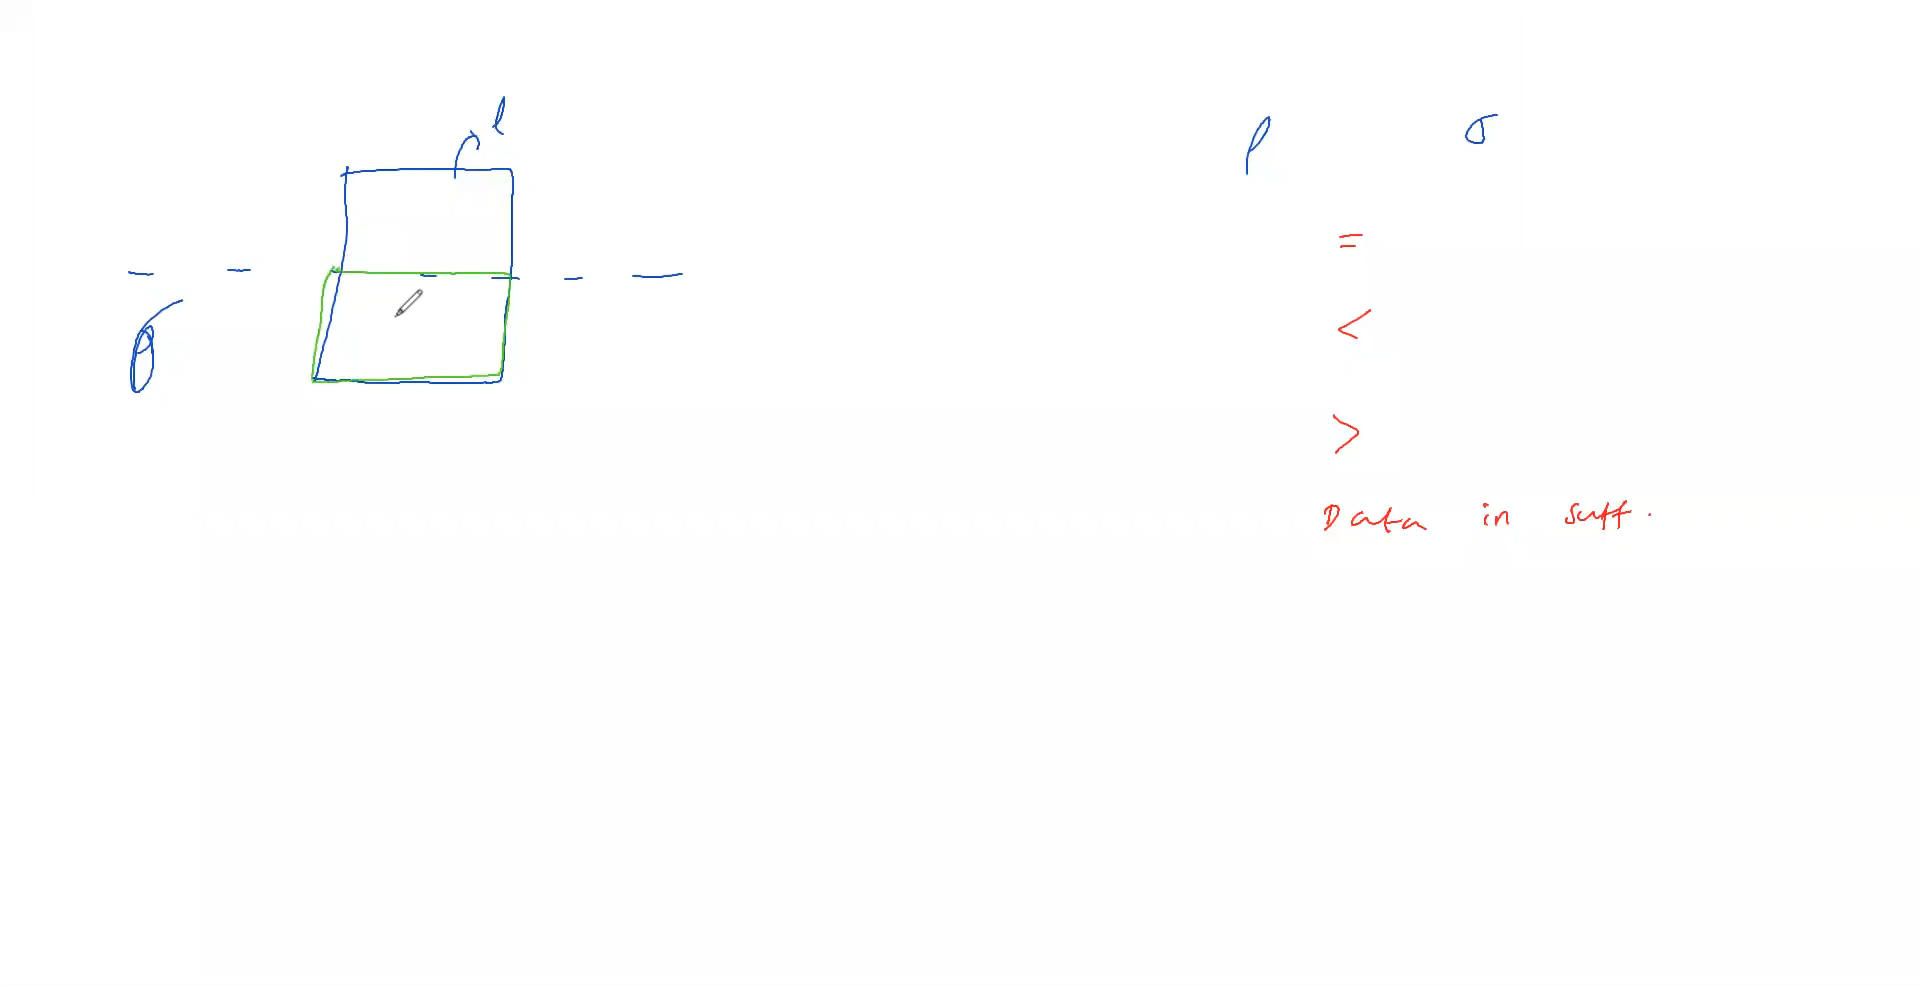 l
ρ σ
=
<
σ
>
Data in suff.